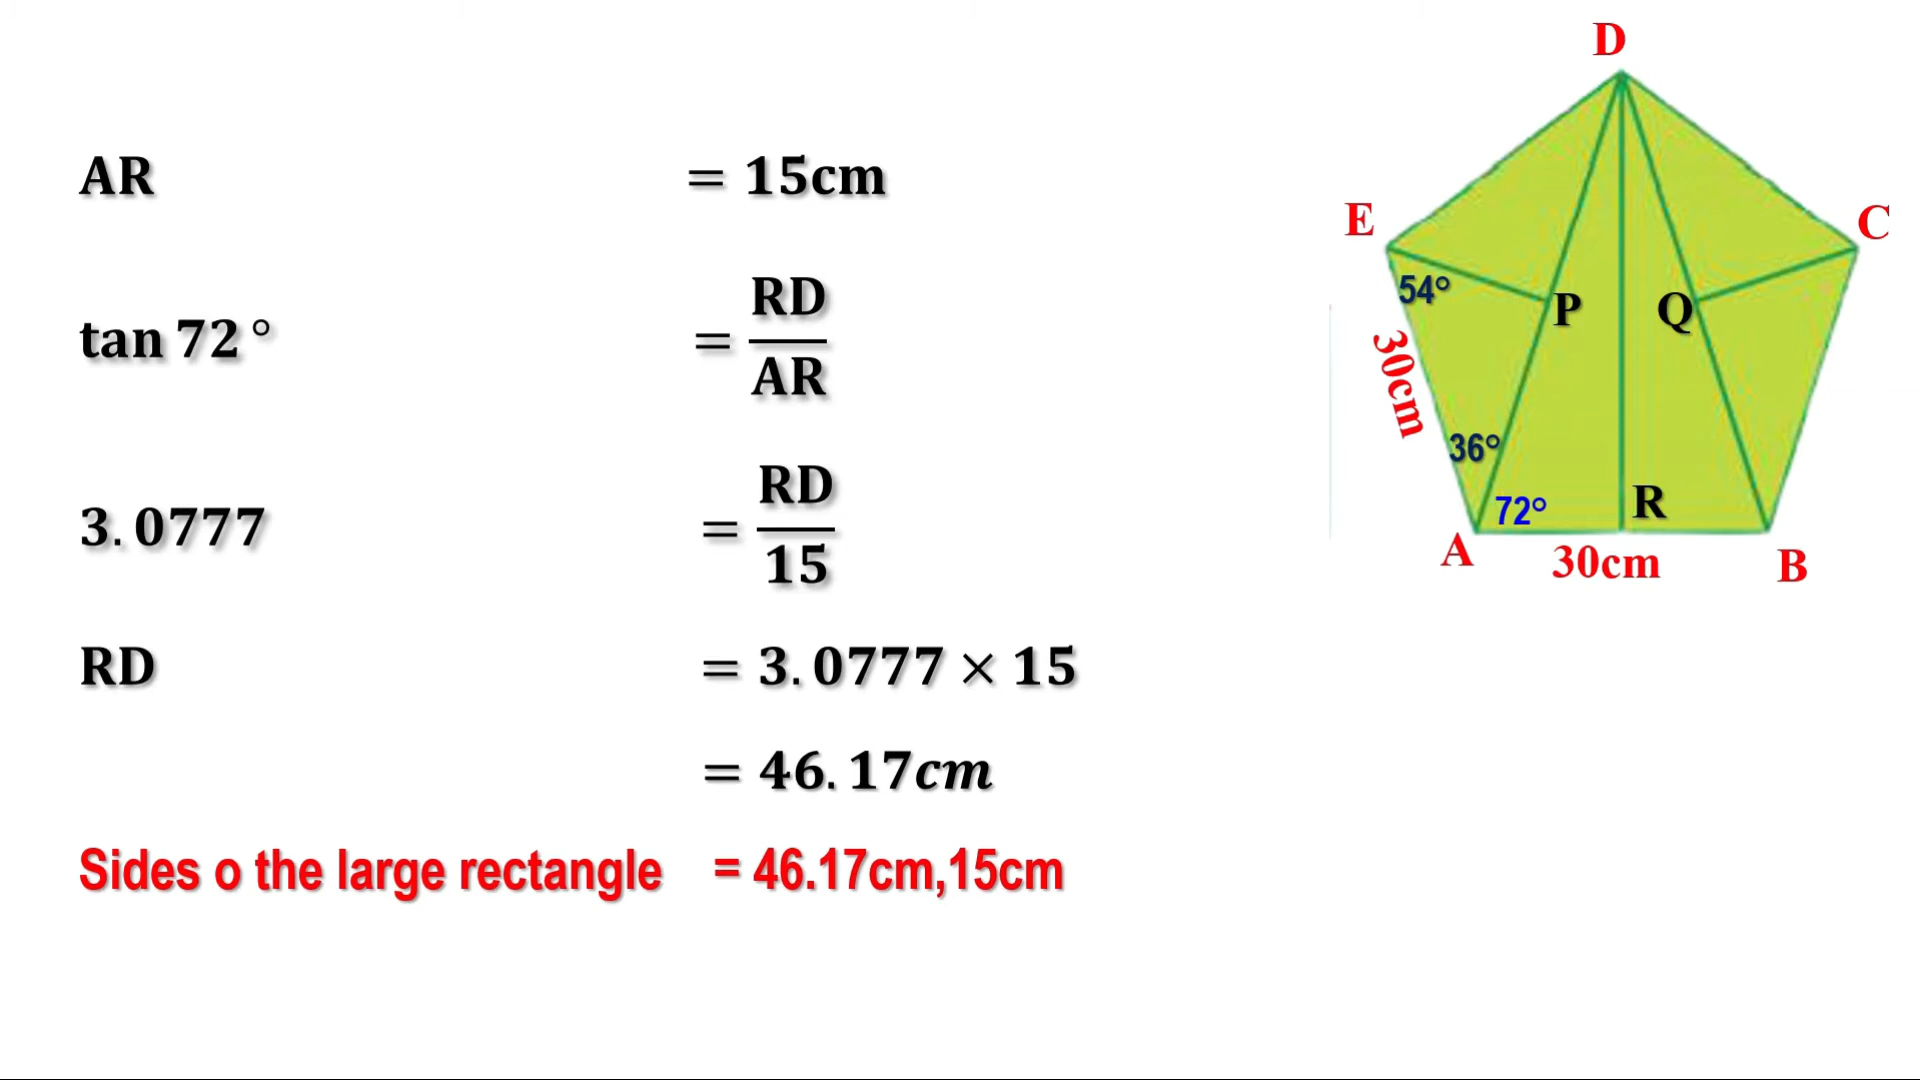 AR = 15cm
tan 72° = RD/AR
3.0777 = RD/15
RD = 3.0777 × 15
= 46.17cm
Sides o the large rectangle = 46.17cm,15cm
D
E
C
54°
P
Q
30cm
36°
72°
R
A
30cm
B